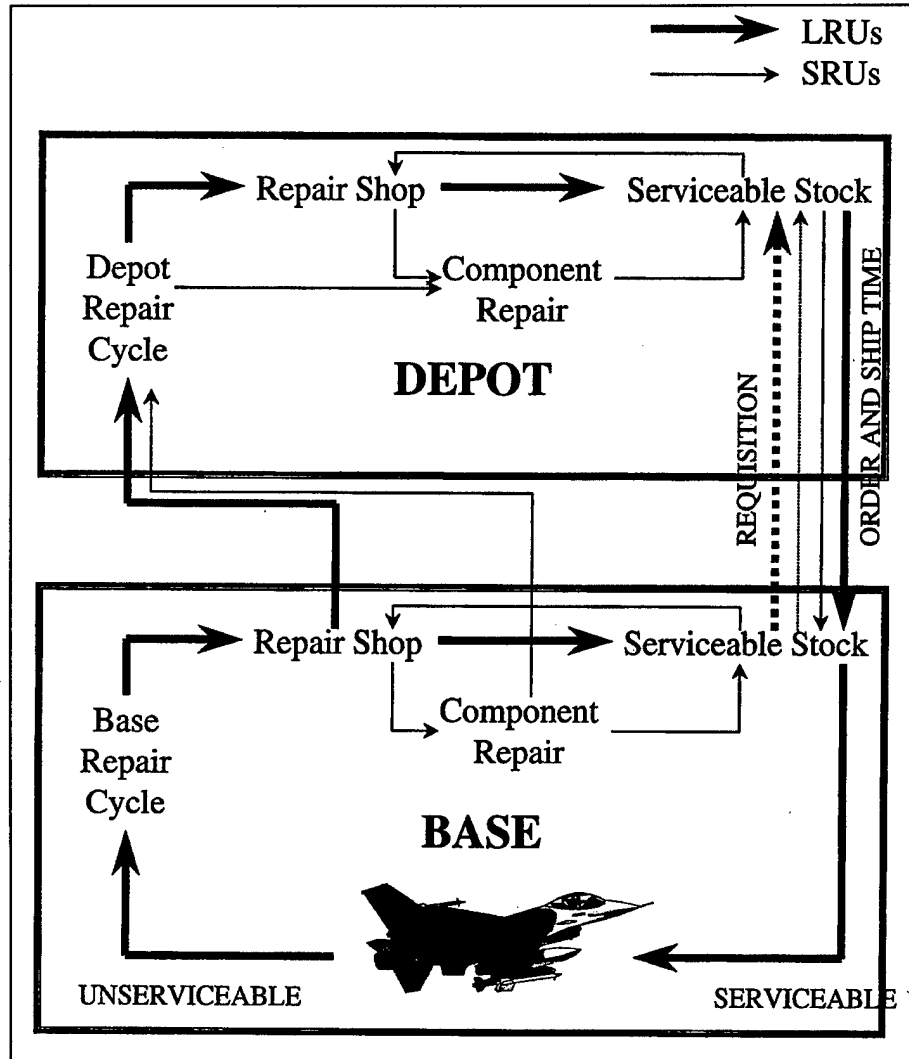 LRUs
SRUs
Repair Shop
Serviceable Stock
Depot
Repair
Cycle
Component
Repair
DEPOT
REQUISITION
ORDER AND SHIP TIME
Repair Shop
Serviceable Stock
Base
Repair
Cycle
Component
Repair
BASE
UNSERVICEABLE
SERVICEABLE